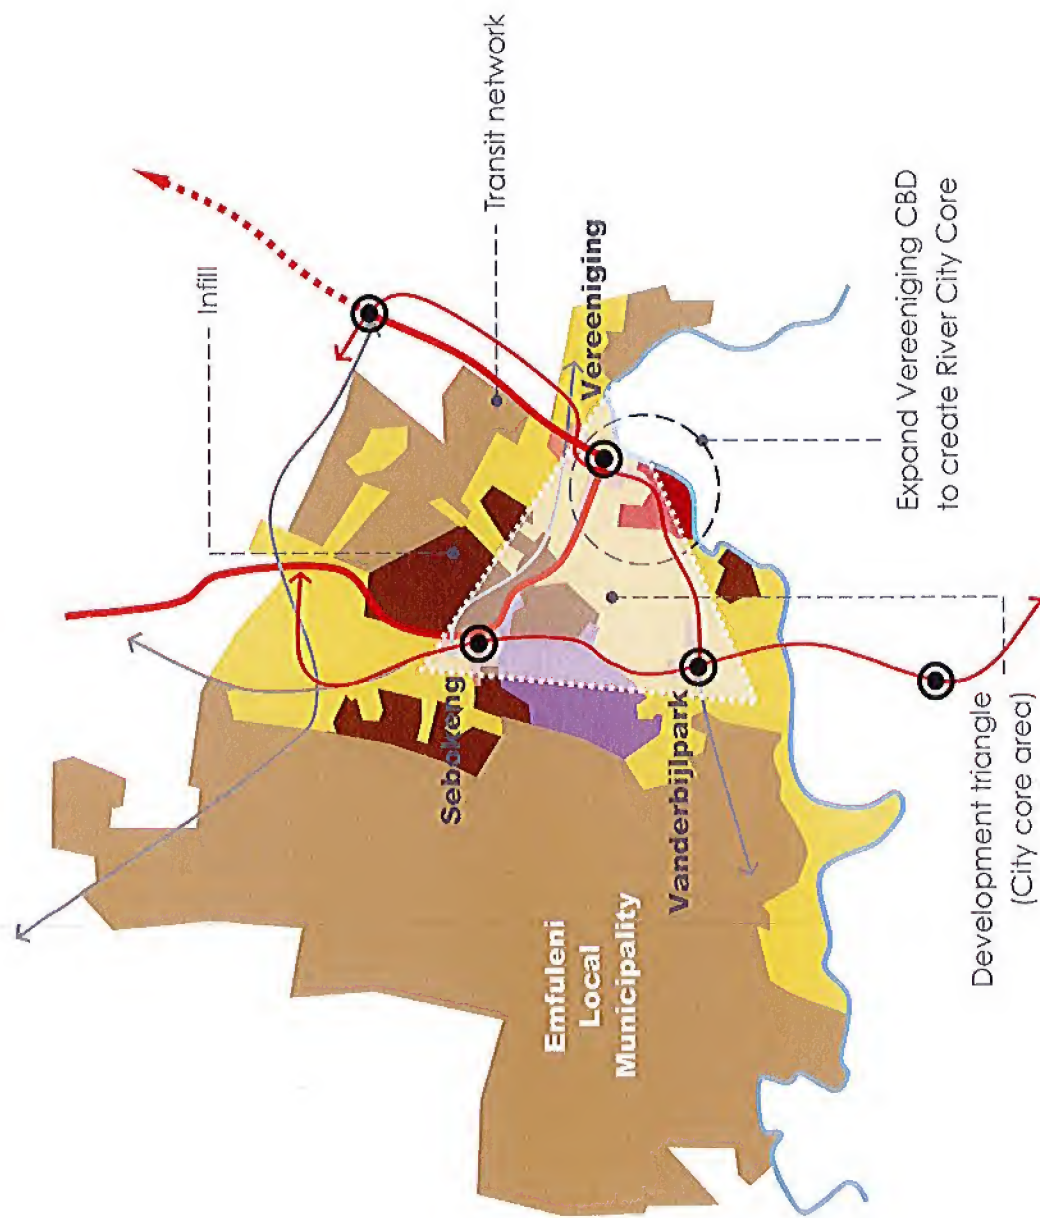 Infill
Transit network
Vereeniging
Sebokeng
Vanderbijlpark
Emfuleni
Local
Municipality
Expand Vereeniging CBD
to create River City Core
Development triangle
(City core area)